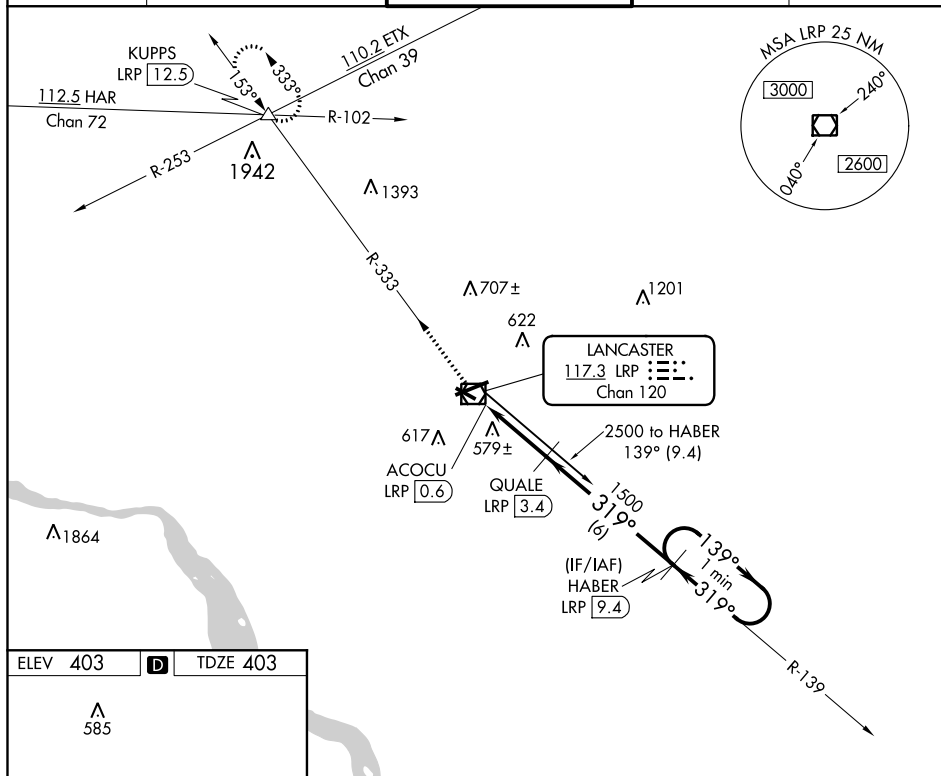 KUPPS
LRP 12.5
110.2 ETX
Chan 39
153°
333°
112.5 HAR
Chan 72
R-102
R-253
1942
1393
R-333
MSA LRP 25 NM
3000
240°
040°
2600
707±
1201
622
LANCASTER
117.3 LRP
Chan 120
617
579±
2500 to HABER
139° (9.4)
ACOCU
LRP 0.6
QUALE
LRP 3.4
1500
319°
(6)
1864
(IF/IAF)
HABER
LRP 9.4
139°
1 min
319°
R-139
ELEV 403
D
TDZE 403
585